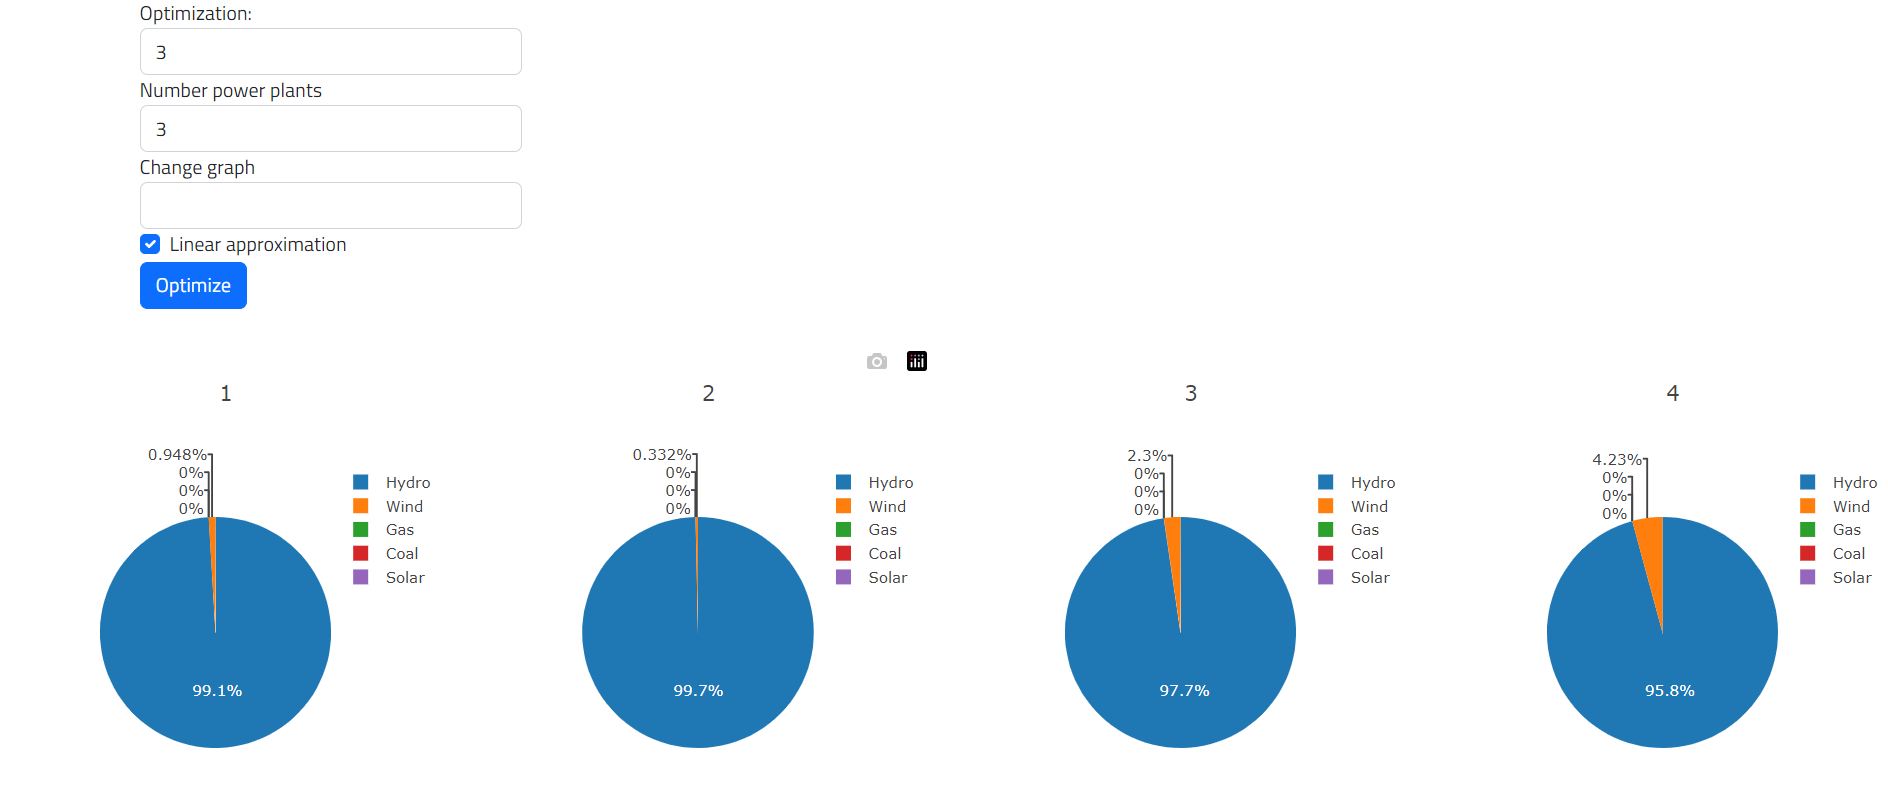 Optimization:
3
Number power plants
3
Change graph
Linear approximation
Optimize
1
0.948%
0%
0%
0%
99.1%
Hydro
Wind
Gas
Coal
Solar
2
0.332%
0%
0%
0%
99.7%
Hydro
Wind
Gas
Coal
Solar
3
2.3%
0%
0%
0%
97.7%
Hydro
Wind
Gas
Coal
Solar
4
4.23%
0%
0%
0%
95.8%
Hydro
Wind
Gas
Coal
Solar